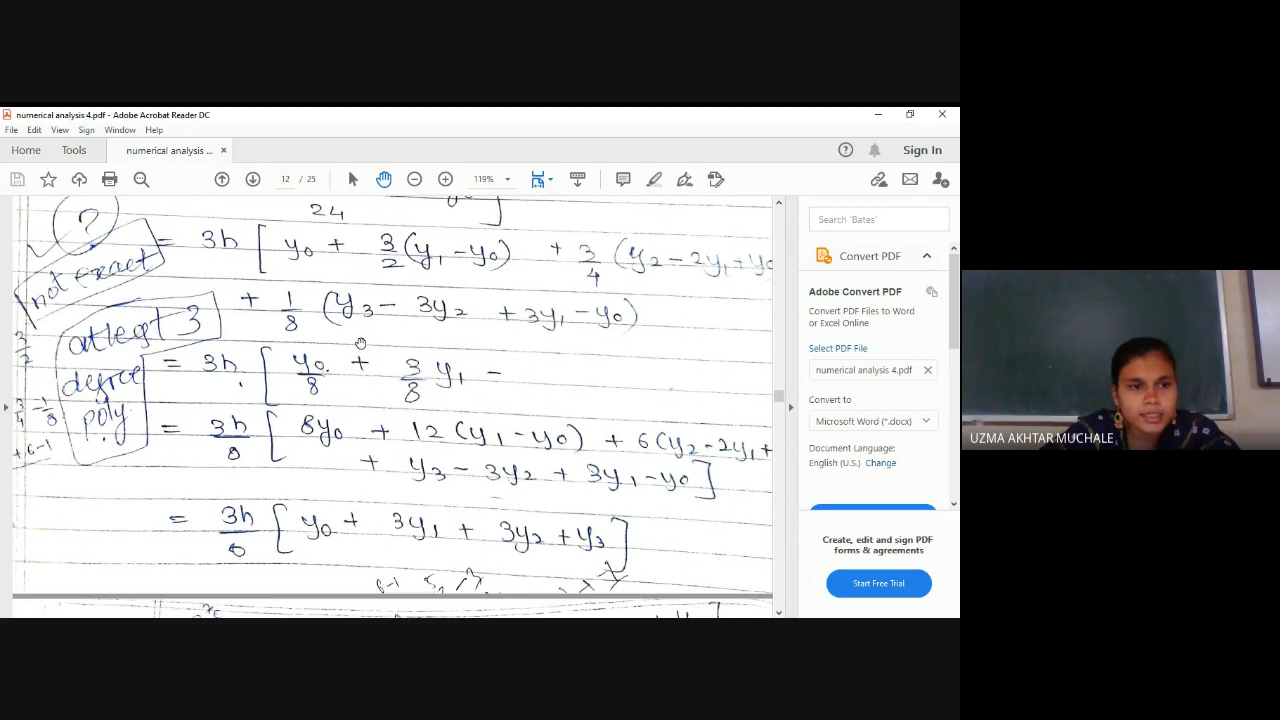 numerical analysis 4.pdf - Adobe Acrobat Reader DC
File Edit View Sign Window Help
Home Tools numerical analysis ... × Sign In
12 / 25 119%
24
?
= 3h [ y0 + 3/2 (y1 - y0) + 3/4 (y2 - 2y1 + y0
not exact
+ 1/8 (y3 - 3y2 + 3y1 - y0)
atlegt 3
degree
poly.
= 3h [ y0/8 + 3/8 y1 -
= 3h/8 [ 8y0 + 12 (y1 - y0) + 6(y2 - 2y1 +
+ y3 - 3y2 + 3y1 - y0 ]
= 3h/8 [ y0 + 3y1 + 3y2 + y3 ]
Search 'Bates'
Convert PDF
Adobe Convert PDF
Convert PDF Files to Word
or Excel Online
Select PDF File
numerical analysis 4.pdf ×
Convert to
Microsoft Word (*.docx)
Document Language:
English (U.S.) Change
Create, edit and sign PDF
forms & agreements
Start Free Trial
UZMA AKHTAR MUCHALE